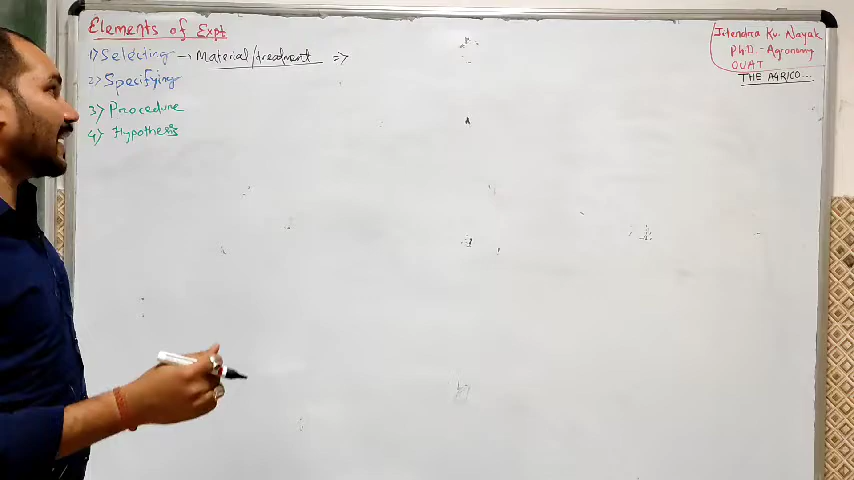 Elements of Expt
1) Selecting → Material/treatment =>
2) Specifying
3) Procedure
4) Hypothesis
Jitendra Ku. Nayak
PhD - Agronomy
OUAT
THE AGRICO...